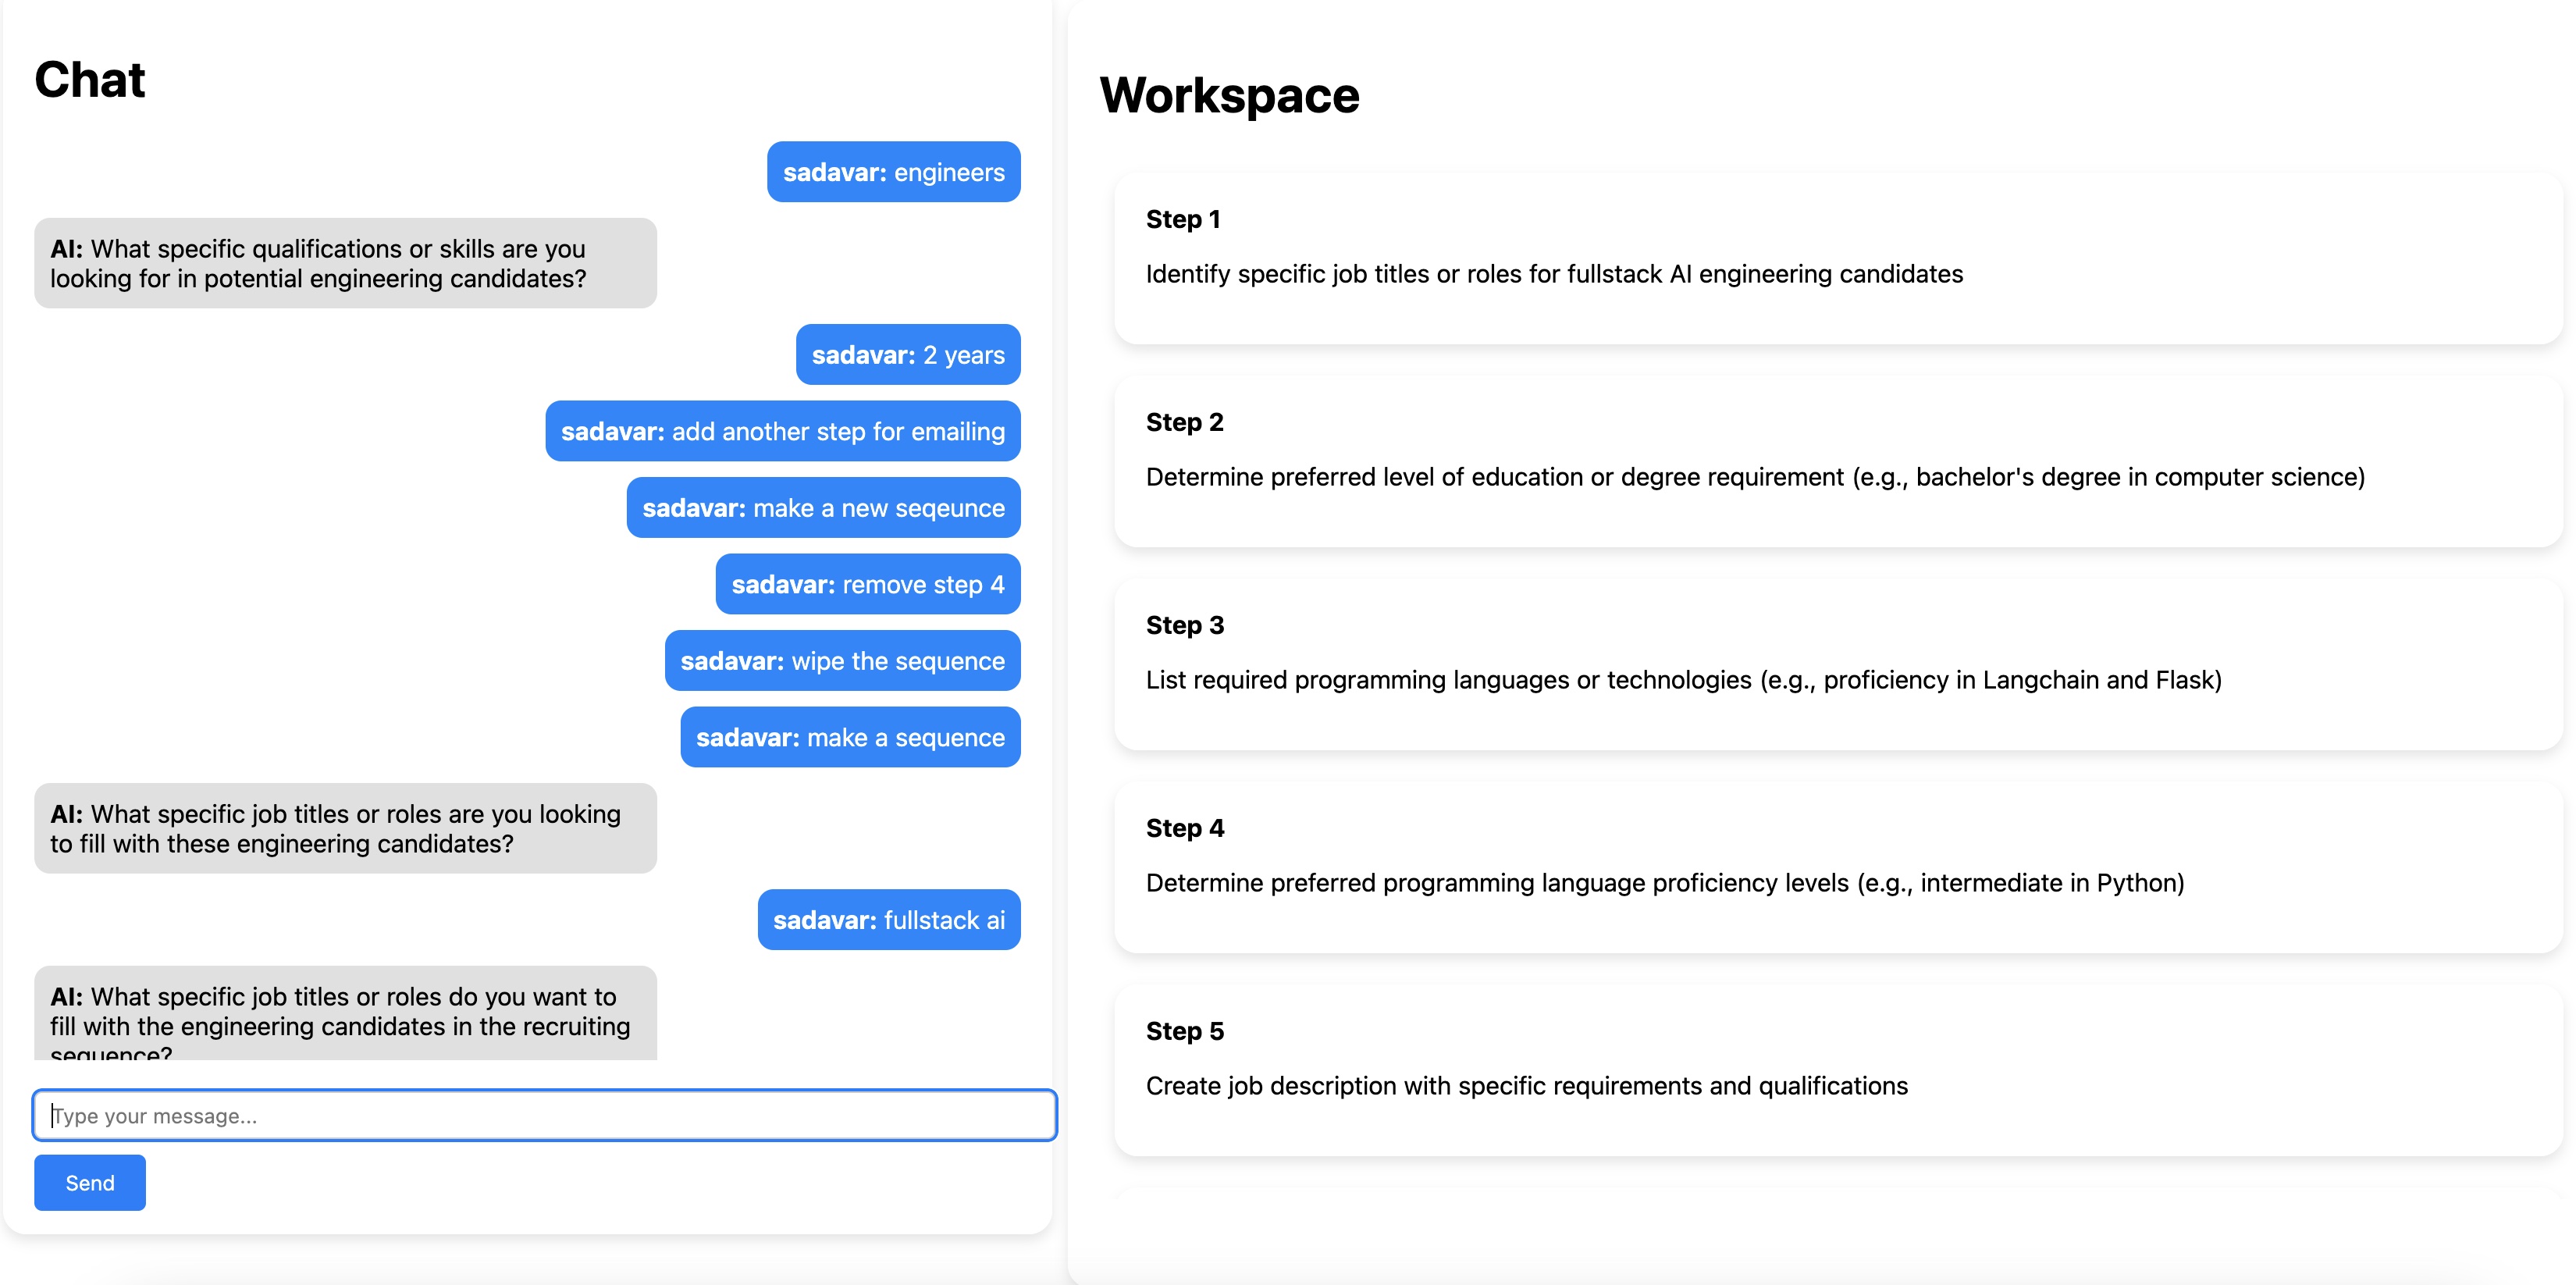 Chat
sadavar: engineers
AI: What specific qualifications or skills are you
looking for in potential engineering candidates?
sadavar: 2 years
sadavar: add another step for emailing
sadavar: make a new seqeunce
sadavar: remove step 4
sadavar: wipe the sequence
sadavar: make a sequence
AI: What specific job titles or roles are you looking
to fill with these engineering candidates?
sadavar: fullstack ai
AI: What specific job titles or roles do you want to
fill with the engineering candidates in the recruiting
sequence?
Type your message...
Send
Workspace
Step 1
Identify specific job titles or roles for fullstack AI engineering candidates
Step 2
Determine preferred level of education or degree requirement (e.g., bachelor's degree in computer science)
Step 3
List required programming languages or technologies (e.g., proficiency in Langchain and Flask)
Step 4
Determine preferred programming language proficiency levels (e.g., intermediate in Python)
Step 5
Create job description with specific requirements and qualifications